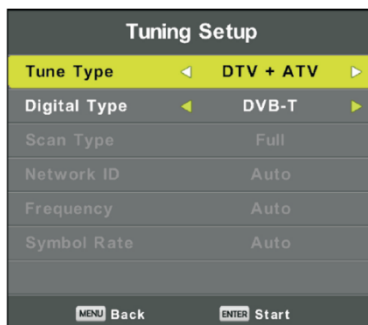 Tuning Setup
Tune Type DTV + ATV
Digital Type DVB-T
Scan Type Full
Network ID Auto
Frequency Auto
Symbol Rate Auto
MENU Back ENTER Start